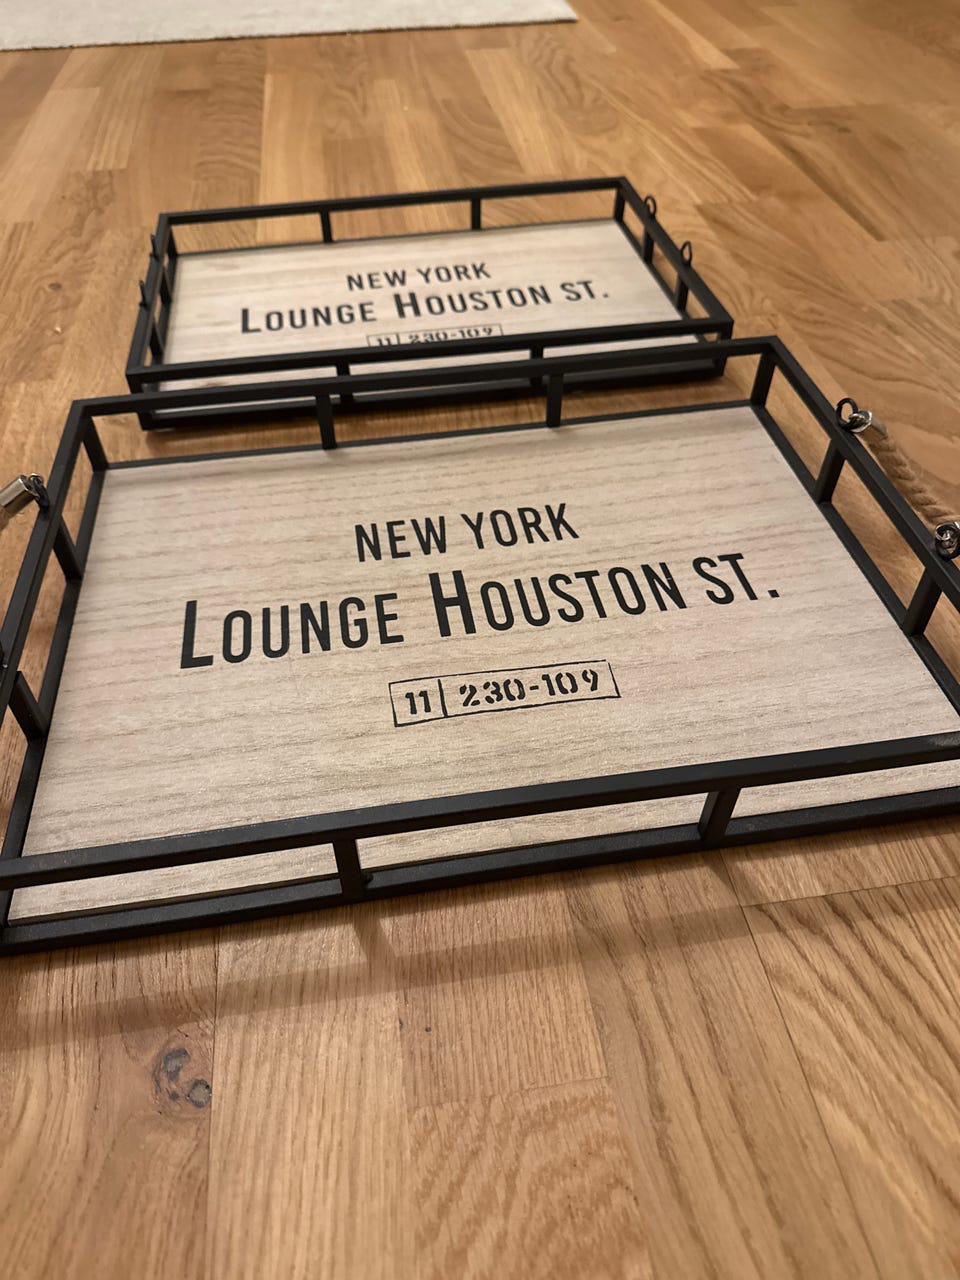 NEW YORK
LOUNGE HOUSTON ST.
11 230-109
NEW YORK
LOUNGE HOUSTON ST.
11 230-109